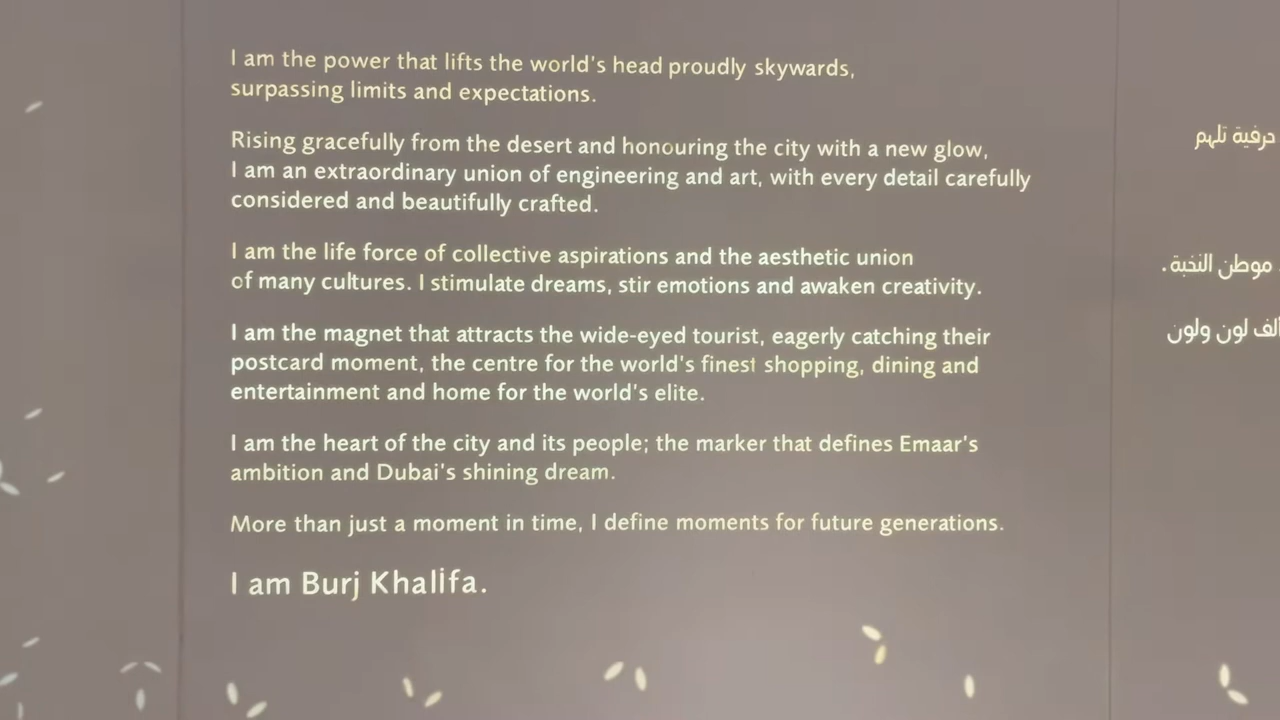 I am the power that lifts the world's head proudly skywards,
surpassing limits and expectations.
Rising gracefully from the desert and honouring the city with a new glow,
I am an extraordinary union of engineering and art, with every detail carefully
considered and beautifully crafted.
I am the life force of collective aspirations and the aesthetic union
of many cultures. I stimulate dreams, stir emotions and awaken creativity.
I am the magnet that attracts the wide-eyed tourist, eagerly catching their
postcard moment, the centre for the world's finest shopping, dining and
entertainment and home for the world's elite.
I am the heart of the city and its people; the marker that defines Emaar's
ambition and Dubai's shining dream.
More than just a moment in time, I define moments for future generations.
I am Burj Khalifa.
حرفية تلهم
موطن النخبة.
لون ولون